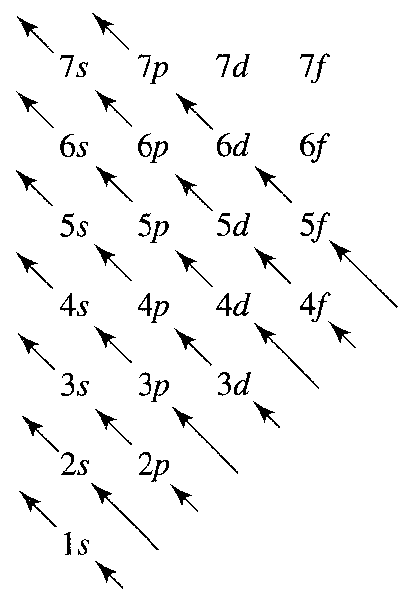 7s 7p 7d 7f
6s 6p 6d 6f
5s 5p 5d 5f
4s 4p 4d 4f
3s 3p 3d
2s 2p
1s